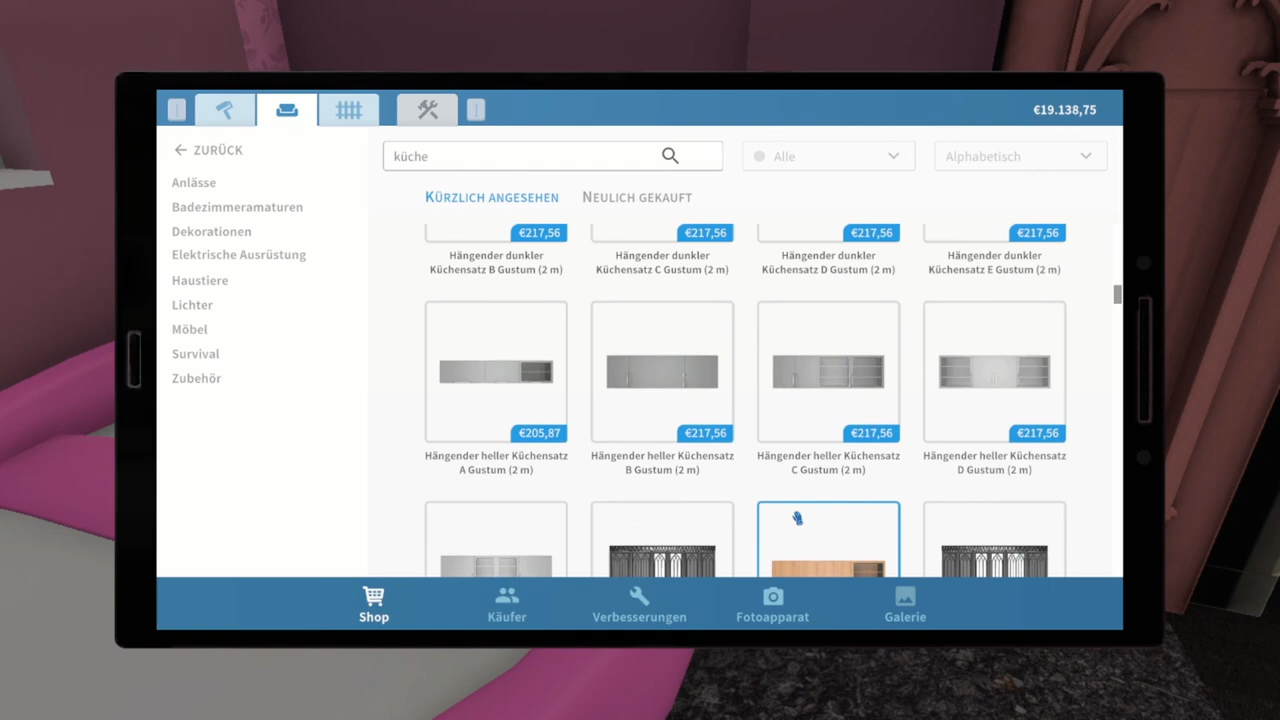 €19.138,75
ZURÜCK
küche
Alle
Alphabetisch
Anlässe
Badezimmeramaturen
Dekorationen
Elektrische Ausrüstung
Haustiere
Lichter
Möbel
Survival
Zubehör
KÜRZLICH ANGESEHEN
NEULICH GEKAUFT
€217,56
€217,56
€217,56
€217,56
Hängender dunkler
Küchensatz B Gustum (2 m)
Hängender dunkler
Küchensatz C Gustum (2 m)
Hängender dunkler
Küchensatz D Gustum (2 m)
Hängender dunkler
Küchensatz E Gustum (2 m)
€205,87
€217,56
€217,56
€217,56
Hängender heller Küchensatz
A Gustum (2 m)
Hängender heller Küchensatz
B Gustum (2 m)
Hängender heller Küchensatz
C Gustum (2 m)
Hängender heller Küchensatz
D Gustum (2 m)
Shop
Käufer
Verbesserungen
Fotoapparat
Galerie